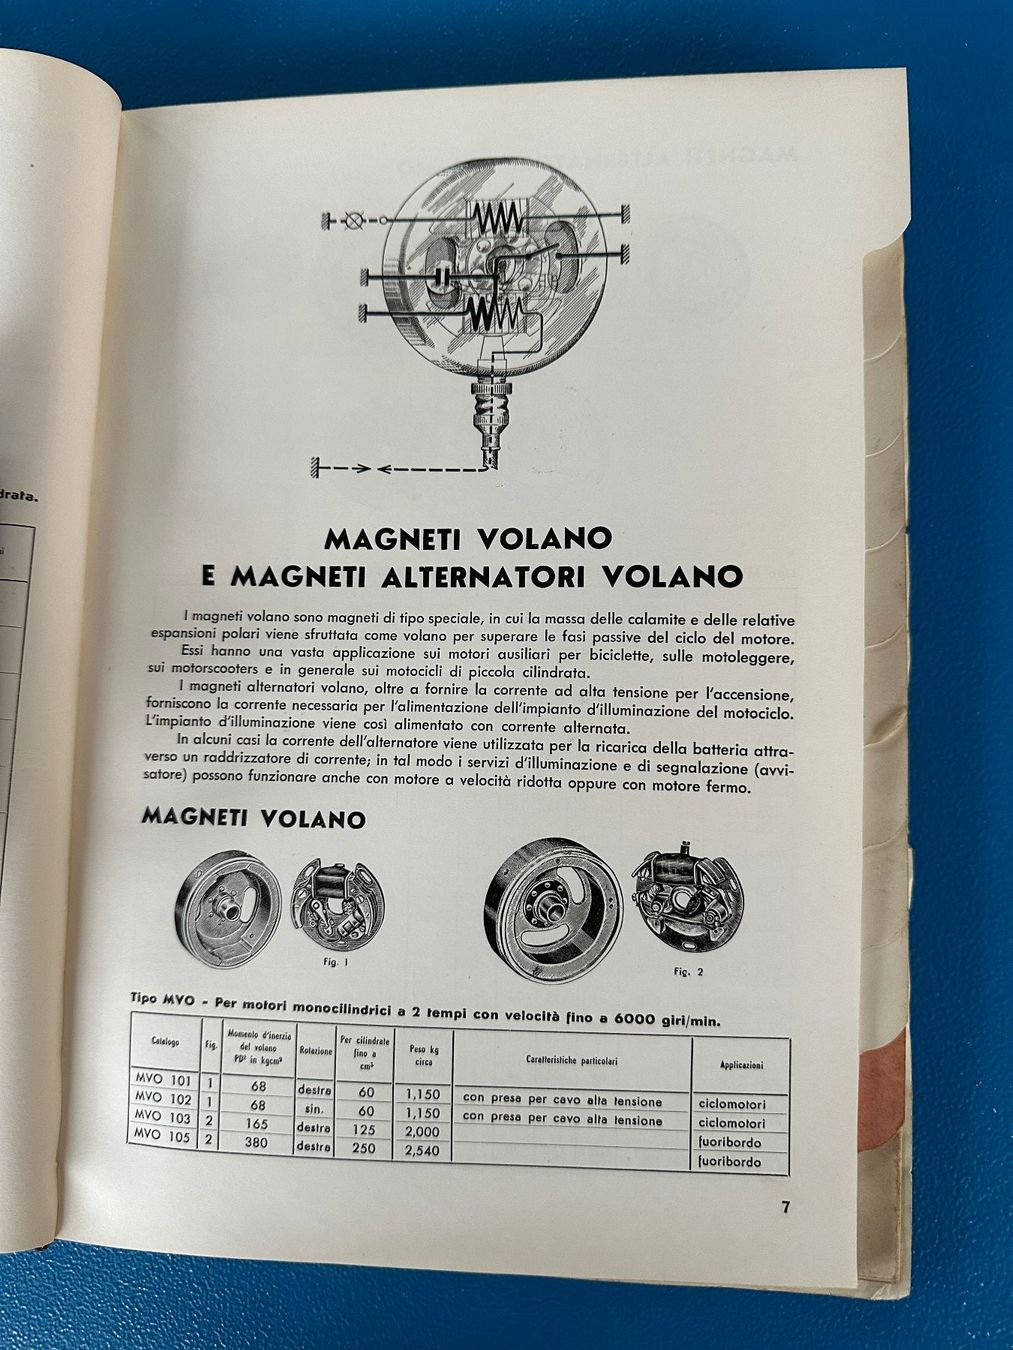 drata.
MAGNETI VOLANO
E MAGNETI ALTERNATORI VOLANO
I magneti volano sono magneti di tipo speciale, in cui la massa delle calamite e delle relative
espansioni polari viene sfruttata come volano per superare le fasi passive del ciclo del motore.
Essi hanno una vasta applicazione sui motori ausiliari per biciclette, sulle motoleggere,
sui motorscooters e in generale sui motocicli di piccola cilindrata.
I magneti alternatori volano, oltre a fornire la corrente ad alta tensione per l'accensione,
forniscono la corrente necessaria per l'alimentazione dell'impianto d'illuminazione del motociclo.
L'impianto d'illuminazione viene così alimentato con corrente alternata.
In alcuni casi la corrente dell'alternatore viene utilizzata per la ricarica della batteria attra-
verso un raddrizzatore di corrente; in tal modo i servizi d'illuminazione e di segnalazione (avvi-
satore) possono funzionare anche con motore a velocità ridotta oppure con motore fermo.
MAGNETI VOLANO
Fig. 1
Fig. 2
Tipo MVO - Per motori monocilindrici a 2 tempi con velocità fino a 6000 giri/min.
Catalogo Fig. Momento d'inerzia del volano PD² in kgcm² Rotazione Per cilindrate fino a cm³ Peso kg circa Caratteristiche particolari Applicazioni
MVO 101 1 68 destra 60 1,150 con presa per cavo alta tensione ciclomotori
MVO 102 1 68 sin. 60 1,150 con presa per cavo alta tensione ciclomotori
MVO 103 2 165 destra 125 2,000 fuoribordo
MVO 105 2 380 destra 250 2,540 fuoribordo
7